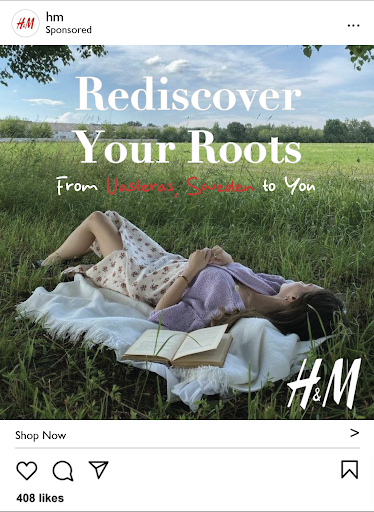 H&M
hm
Sponsored
Rediscover
Your Roots
From Vasteras, Sweden to You
H&M
Shop Now
>
408 likes